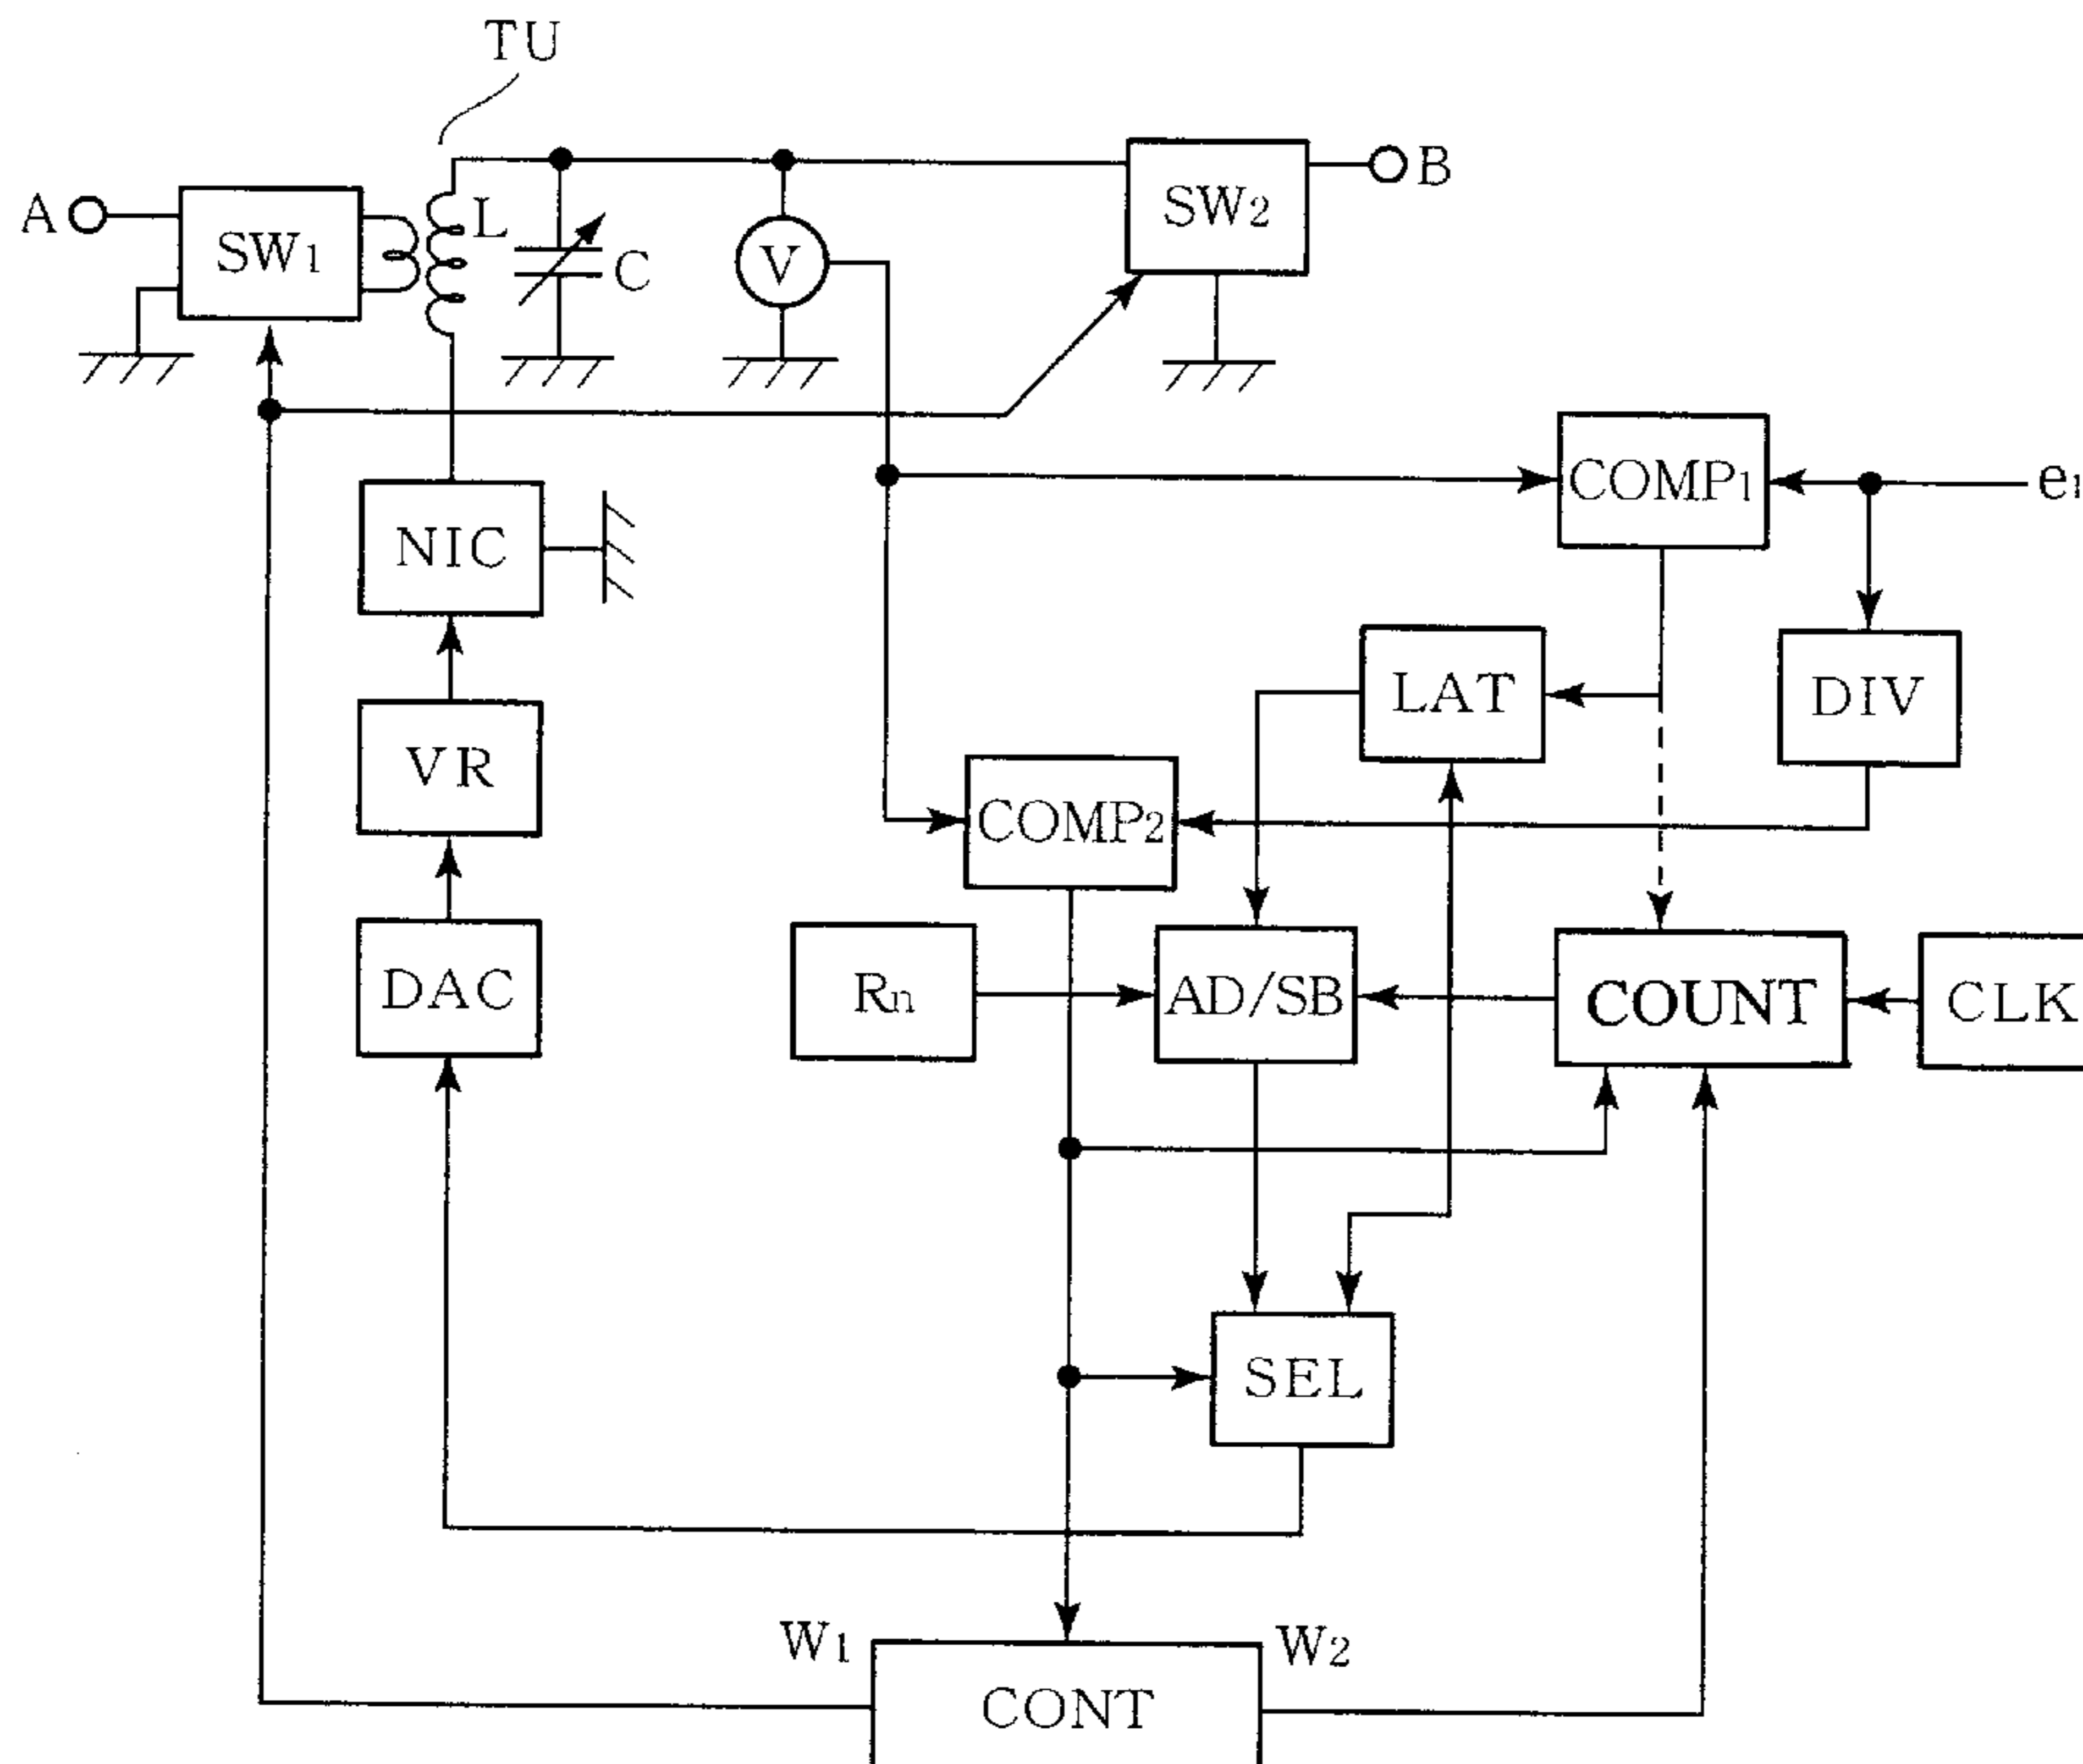 TU
A
SW1
L
C
V
SW2
B
COMP1
e1
NIC
LAT
DIV
VR
COMP2
DAC
Rn
AD/SB
COUNT
CLK
SEL
W1
W2
CONT